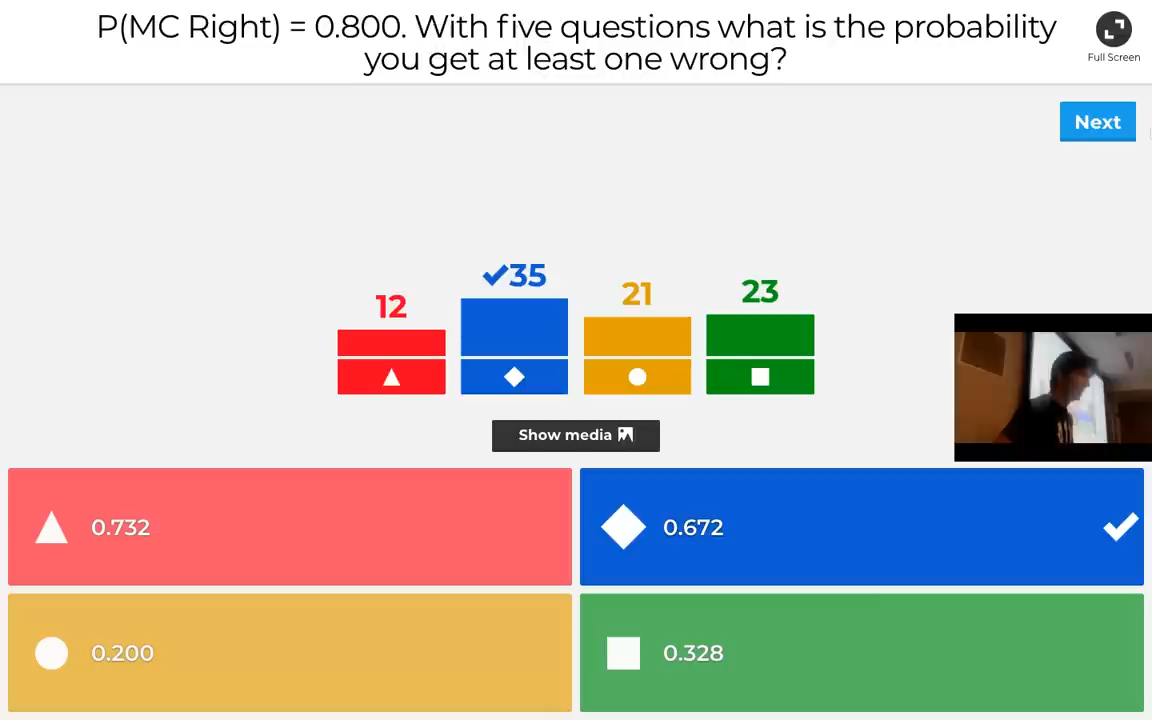 P(MC Right) = 0.800. With five questions what is the probability
you get at least one wrong?
Full Screen
Next
12
35
21
23
Show media
0.732
0.672
0.200
0.328